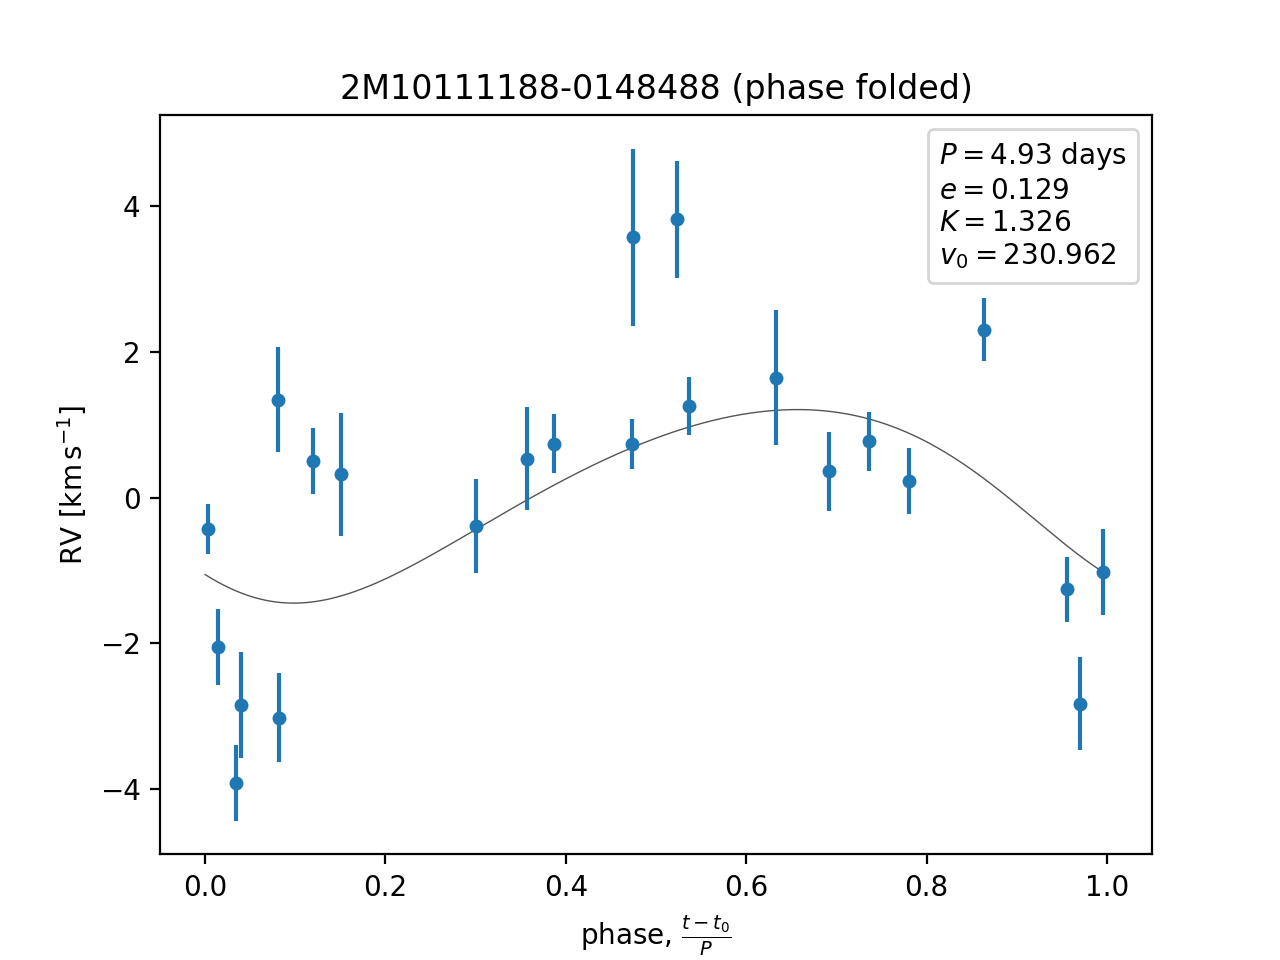 2M10111188-0148488 (phase folded)
P = 4.93 days
e = 0.129
K = 1.326
v₀ = 230.962
4
2
0
−2
−4
RV [km s⁻¹]
0.0 0.2 0.4 0.6 0.8 1.0
phase, (t − t₀)/P